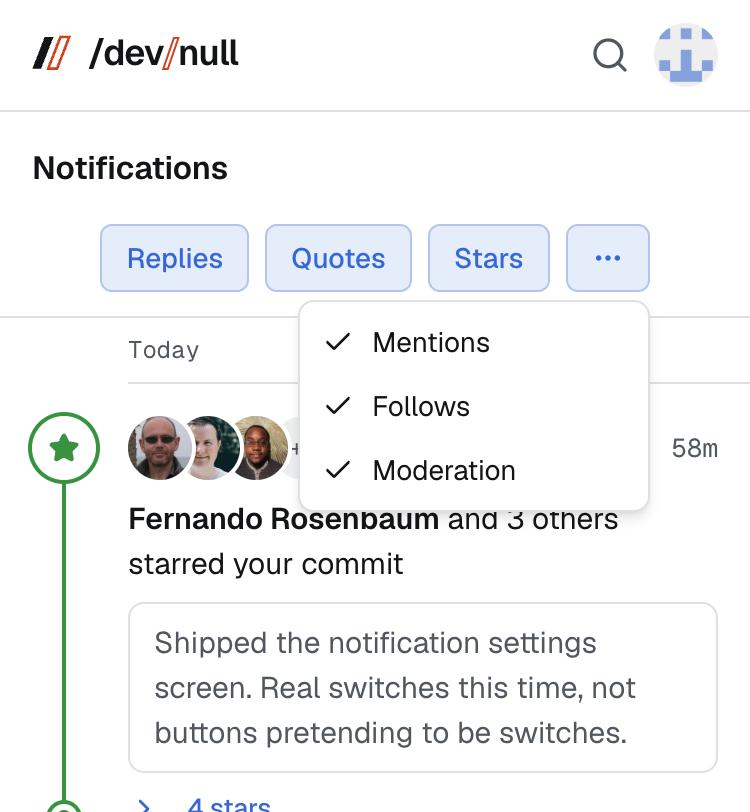 /dev/null
Notifications
Replies
Quotes
Stars
...
Today
Mentions
Follows
Moderation
+
58m
Fernando Rosenbaum and 3 others
starred your commit
Shipped the notification settings
screen. Real switches this time, not
buttons pretending to be switches.
4 stars